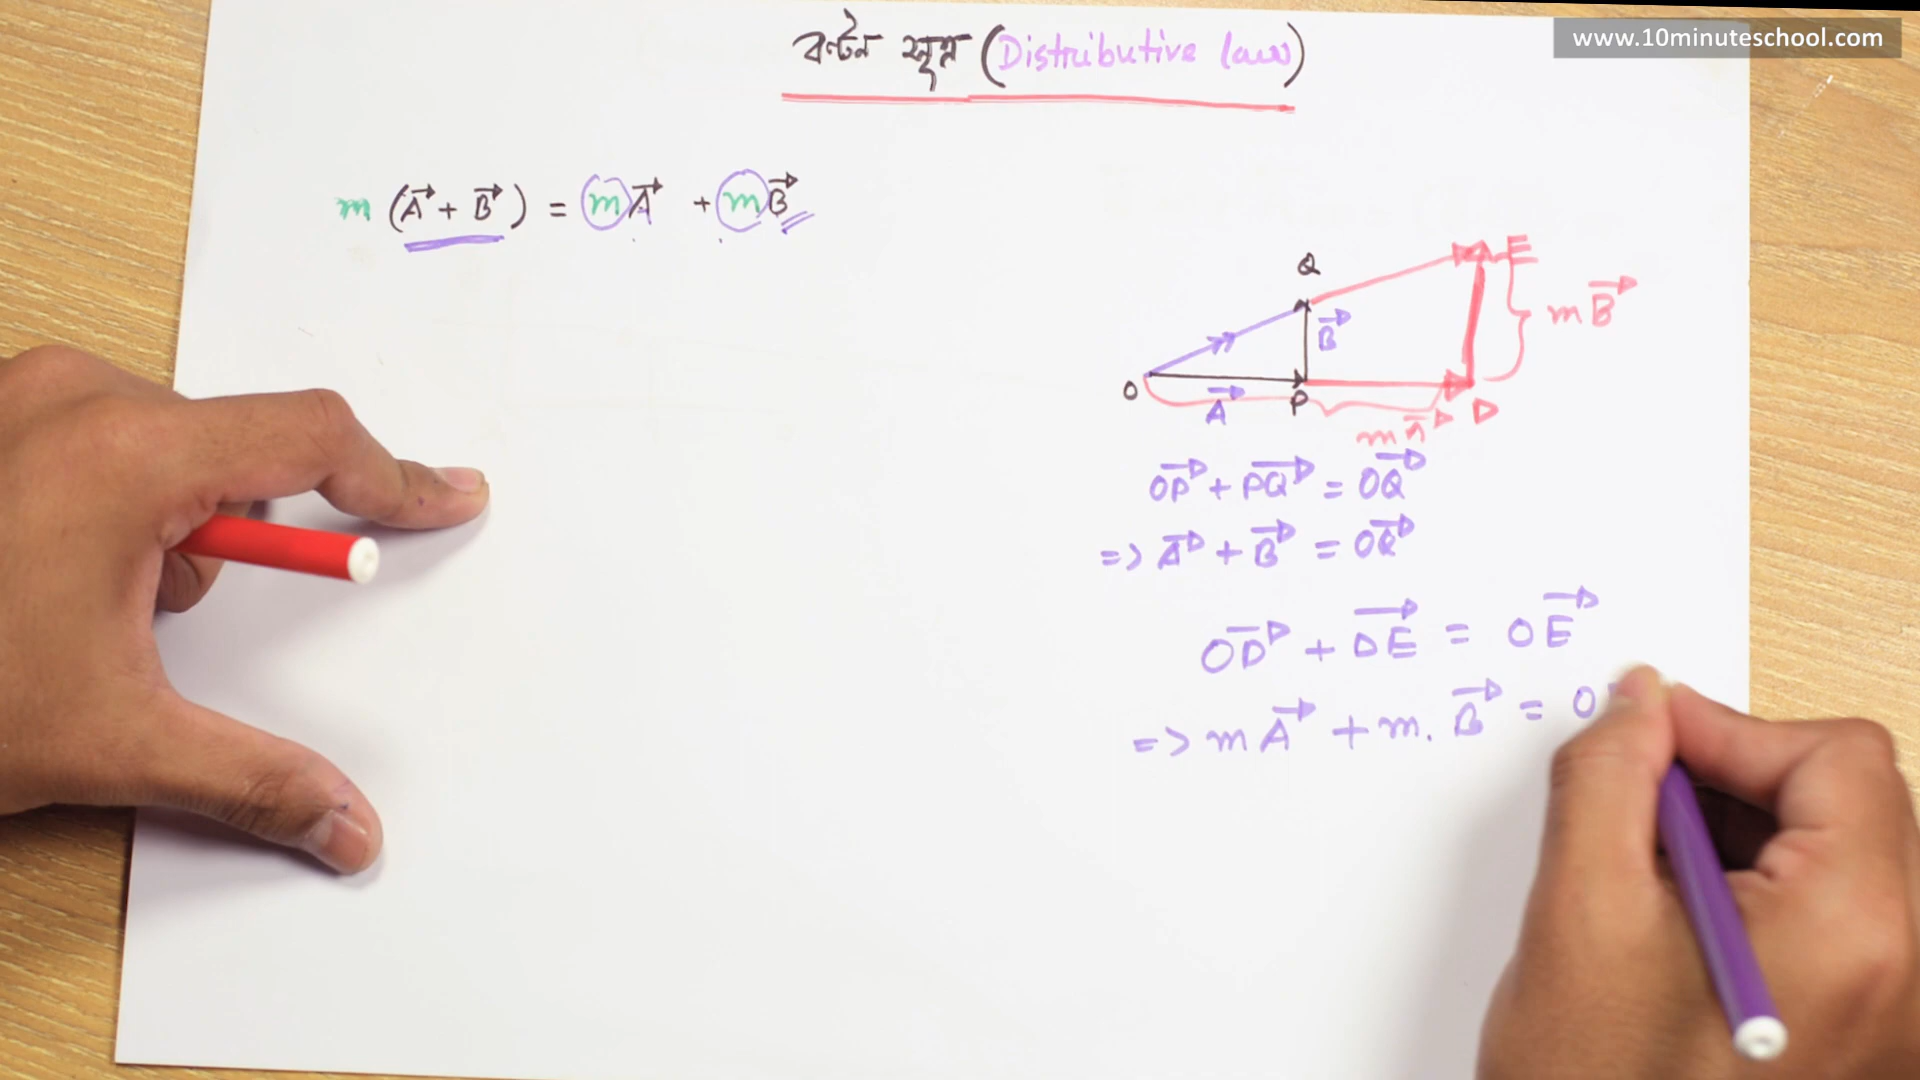 www.10minuteschool.com
বণ্টন সূত্র (Distributive law)
m (A⃗ + B⃗) = mA⃗ + mB⃗
Q
E
B⃗
mB⃗
O
A⃗
P
D
mA⃗
OP⃗ + PQ⃗ = OQ⃗
=> A⃗ + B⃗ = OQ⃗
OD⃗ + DE⃗ = OE⃗
=> mA⃗ + m. B⃗ = O